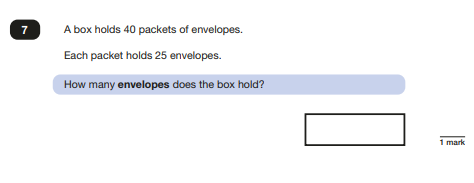 7 A box holds 40 packets of envelopes.
Each packet holds 25 envelopes.
How many envelopes does the box hold?
1 mark